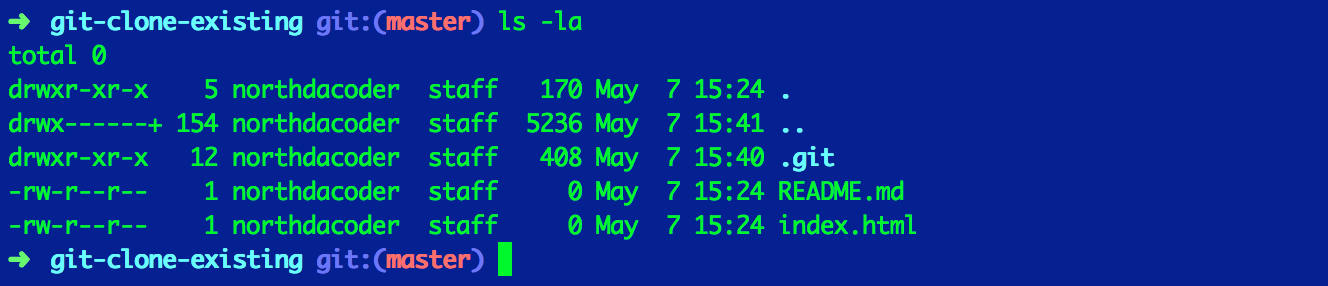 ➜  git-clone-existing git:(master) ls -la
total 0
drwxr-xr-x    5 northdacoder  staff   170 May  7 15:24 .
drwx------+ 154 northdacoder  staff  5236 May  7 15:41 ..
drwxr-xr-x   12 northdacoder  staff   408 May  7 15:40 .git
-rw-r--r--    1 northdacoder  staff     0 May  7 15:24 README.md
-rw-r--r--    1 northdacoder  staff     0 May  7 15:24 index.html
➜  git-clone-existing git:(master)